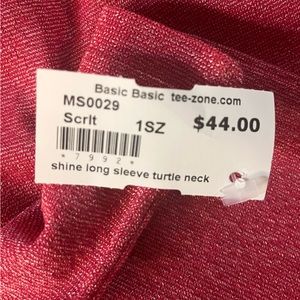 Basic Basic tee-zone.com
MS0029
Scrlt 1SZ $44.00
*7992*
shine long sleeve turtle neck